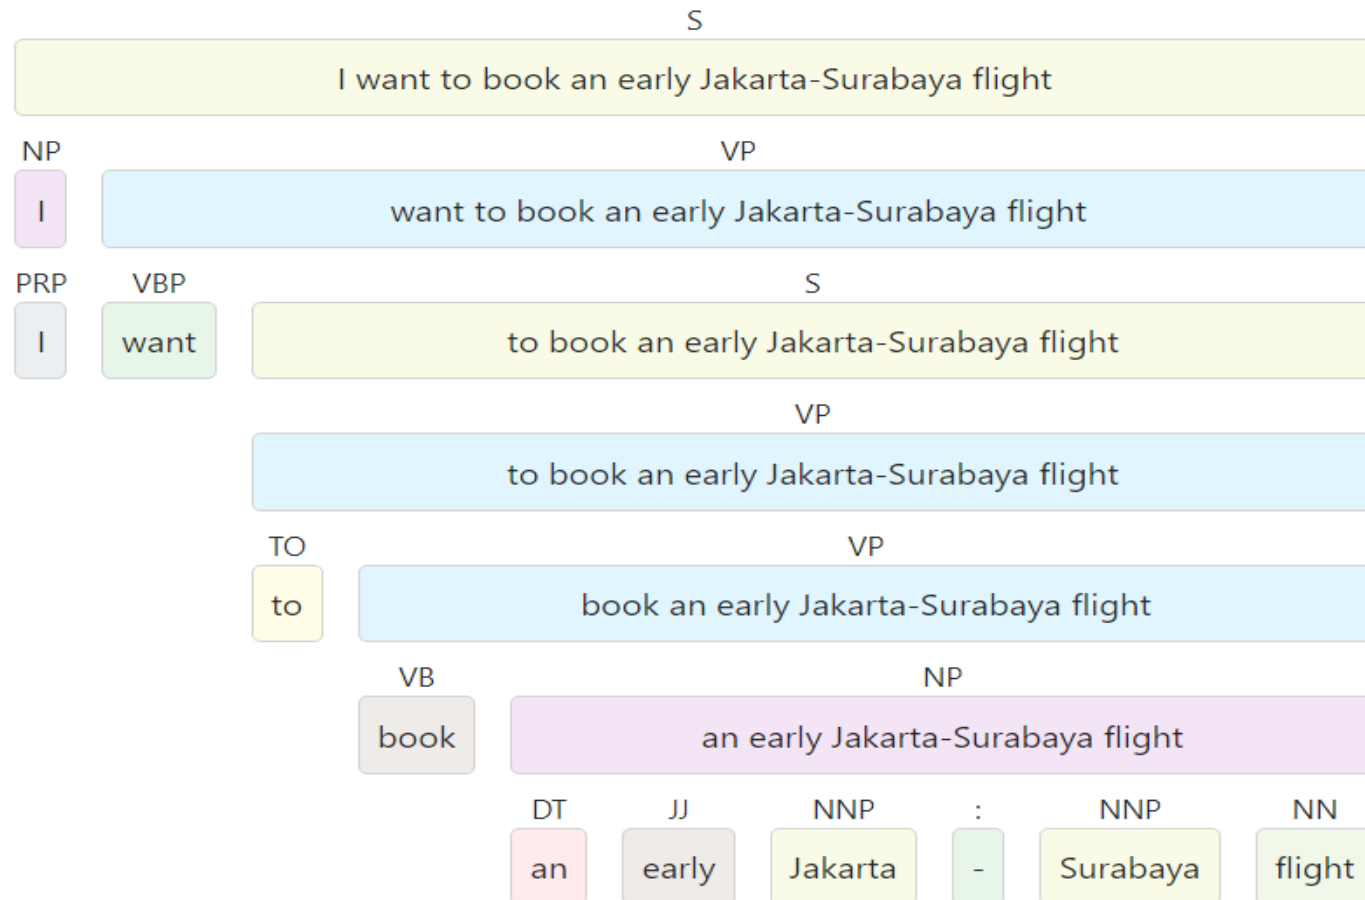 S
I want to book an early Jakarta-Surabaya flight
NP VP
I want to book an early Jakarta-Surabaya flight
PRP VBP S
I want to book an early Jakarta-Surabaya flight
VP
to book an early Jakarta-Surabaya flight
TO VP
to book an early Jakarta-Surabaya flight
VB NP
book an early Jakarta-Surabaya flight
DT JJ NNP : NNP NN
an early Jakarta - Surabaya flight